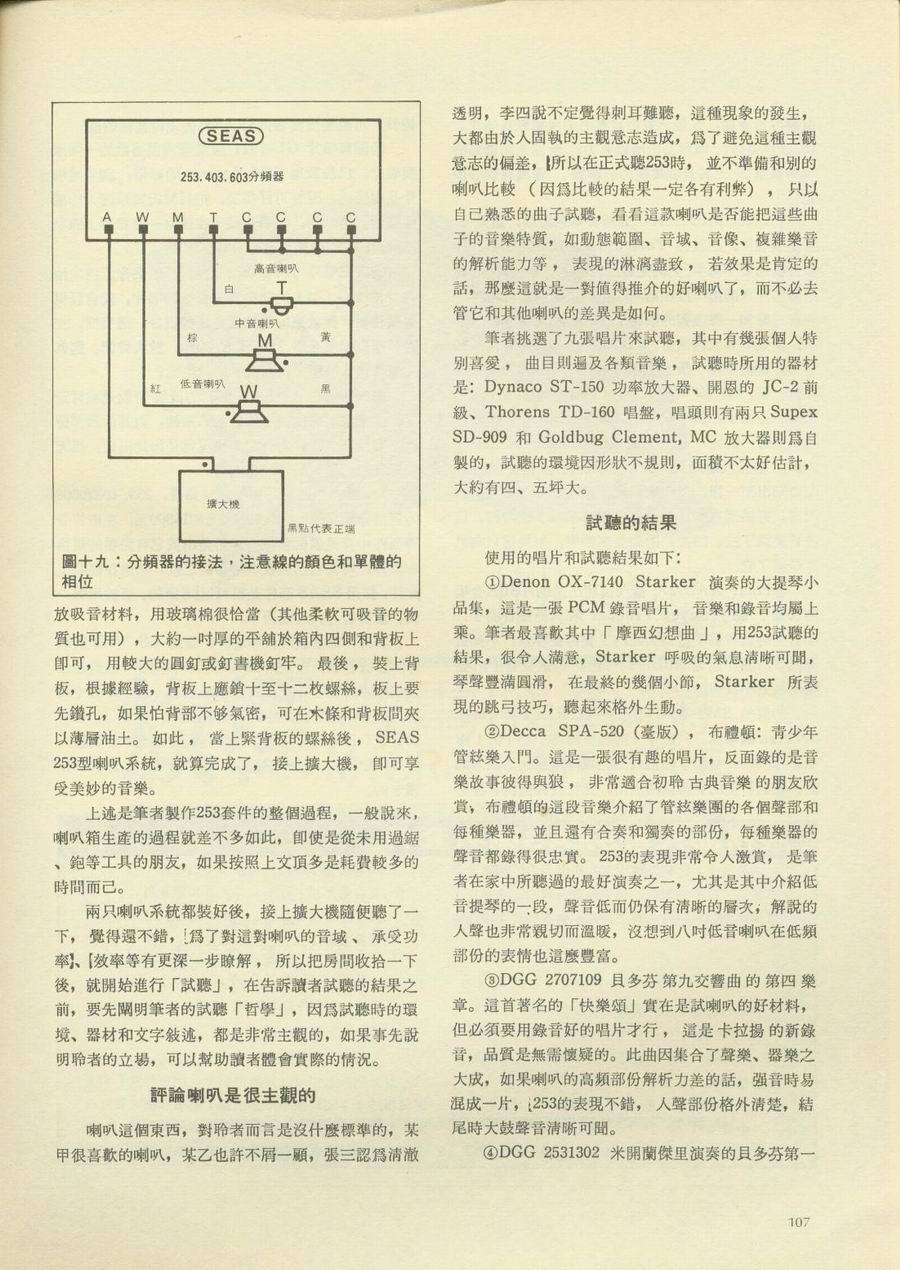 SEAS
253.403.603分頻器
A W M T C C C C
高音喇叭
白
T
中音喇叭
棕
M
黃
低音喇叭
紅
W
黑
擴大機
黑點代表正端
圖十九：分頻器的接法，注意線的顏色和單體的
相位
放吸音材料，用玻璃棉很恰當（其他柔軟可吸音的物
質也可用），大約一吋厚的平舖於箱內四側和背板上
卽可，用較大的圓釘或釘書機釘牢。最後，裝上背
板，根據經驗，背板上應鎖十至十二枚螺絲，板上要
先鑽孔，如果怕背部不够氣密，可在木條和背板間夾
以薄層油土。如此，當上緊背板的螺絲後，SEAS
253型喇叭系統，就算完成了，接上擴大機，卽可享
受美妙的音樂。
上述是筆者製作253套件的整個過程，一般說來，
喇叭箱生產的過程就差不多如此，卽使是從未用過鋸
、鉋等工具的朋友，如果按照上文頂多是耗費較多的
時間而己。
兩只喇叭系統都裝好後，接上擴大機隨便聽了一
下，覺得還不錯，爲了對這對喇叭的音域、承受功
率、效率等有更深一步瞭解，所以把房間收拾一下
後，就開始進行「試聽」，在告訴讀者試聽的結果之
前，要先闡明筆者的試聽「哲學」，因爲試聽時的環
境、器材和文字敍述，都是非常主觀的，如果事先說
明聆者的立場，可以幫助讀者體會實際的情況。
評論喇叭是很主觀的
喇叭這個東西，對聆者而言是沒什麼標準的，某
甲很喜歡的喇叭，某乙也許不屑一顧，張三認爲清澈
透明，李四說不定覺得刺耳難聽，這種現象的發生，
大都由於人固執的主觀意志造成，爲了避免這種主觀
意志的偏差，所以在正式聽253時，並不準備和別的
喇叭比較（因爲比較的結果一定各有利弊），只以
自己熟悉的曲子試聽，看看這款喇叭是否能把這些曲
子的音樂特質，如動態範圍、音域、音像、複雜樂音
的解析能力等，表現的淋漓盡致，若效果是肯定的
話，那麼這就是一對值得推介的好喇叭了，而不必去
管它和其他喇叭的差異是如何。
筆者挑選了九張唱片來試聽，其中有幾張個人特
別喜愛，曲目則遍及各類音樂，試聽時所用的器材
是：Dynaco ST-150 功率放大器、開恩的 JC-2 前
級、Thorens TD-160 唱盤，唱頭則有兩只 Supex
SD-909 和 Goldbug Clement, MC 放大器則爲自
製的，試聽的環境因形狀不規則，面積不太好估計，
大約有四、五坪大。
試聽的結果
使用的唱片和試聽結果如下：
①Denon OX-7140 Starker 演奏的大提琴小
品集，這是一張 PCM 錄音唱片，音樂和錄音均屬上
乘。筆者最喜歡其中「摩西幻想曲」，用253試聽的
結果，很令人滿意，Starker 呼吸的氣息清晰可聞，
琴聲豐滿圓滑，在最終的幾個小節，Starker 所表
現的跳弓技巧，聽起來格外生動。
②Decca SPA-520（臺版），布禮頓：青少年
管絃樂入門。這是一張很有趣的唱片，反面錄的是音
樂故事彼得與狼，非常適合初聆古典音樂的朋友欣
賞，布禮頓的這段音樂介紹了管絃樂團的各個聲部和
每種樂器，並且還有合奏和獨奏的部份，每種樂器的
聲音都錄得很忠實。253的表現非常令人激賞，是筆
者在家中所聽過的最好演奏之一，尤其是其中介紹低
音提琴的一段，聲音低而仍保有清晰的層次，解說的
人聲也非常親切而溫暖，沒想到八吋低音喇叭在低頻
部份的表情也這麼豐富。
③DGG 2707109 貝多芬第九交響曲的第四樂
章。這首著名的「快樂頌」實在是試喇叭的好材料，
但必須要用錄音好的唱片才行，這是卡拉揚的新錄
音，品質是無需懷疑的。此曲因集合了聲樂、器樂之
大成，如果喇叭的高頻部份解析力差的話，强音時易
混成一片，253的表現不錯，人聲部份格外清楚，結
尾時大鼓聲音清晰可聞。
④DGG 2531302 米開蘭傑里演奏的貝多芬第一
107